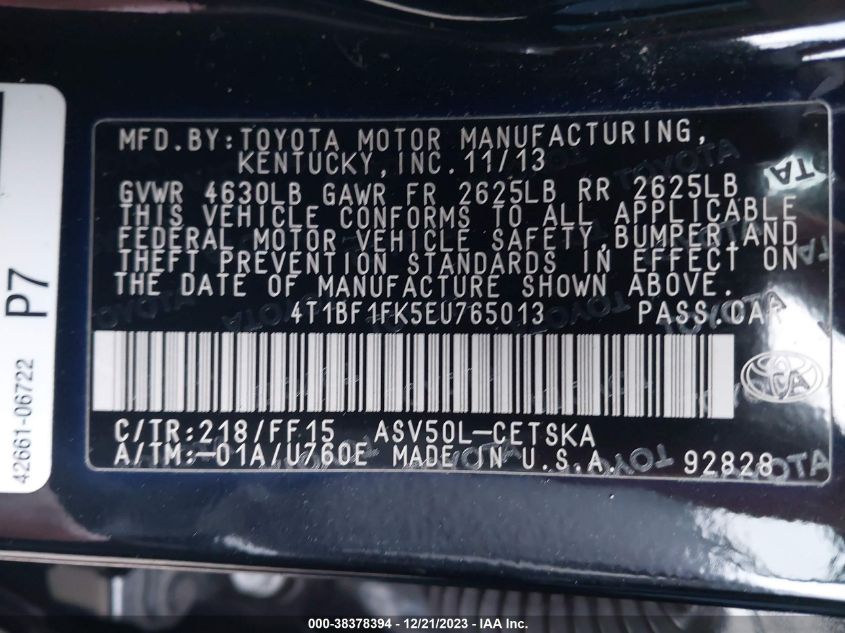 MFD.BY:TOYOTA MOTOR MANUFACTURING,
KENTUCKY,INC.11/13
GVWR 4630LB GAWR FR 2625LB RR 2625LB
THIS VEHICLE CONFORMS TO ALL APPLICABLE
FEDERAL MOTOR VEHICLE SAFETY,BUMPER,AND
THEFT PREVENTION STANDARDS IN EFFECT ON
THE DATE OF MANUFACTURE SHOWN ABOVE.
4T1BF1FK5EU765013 PASS.CAR
C/TR:218/FF15 ASV50L-CETSKA
A/TM:-01A/U760E MADE IN U.S.A. 92828
P7
42661-06722
TOYOTA
000-38378394 - 12/21/2023 - IAA Inc.